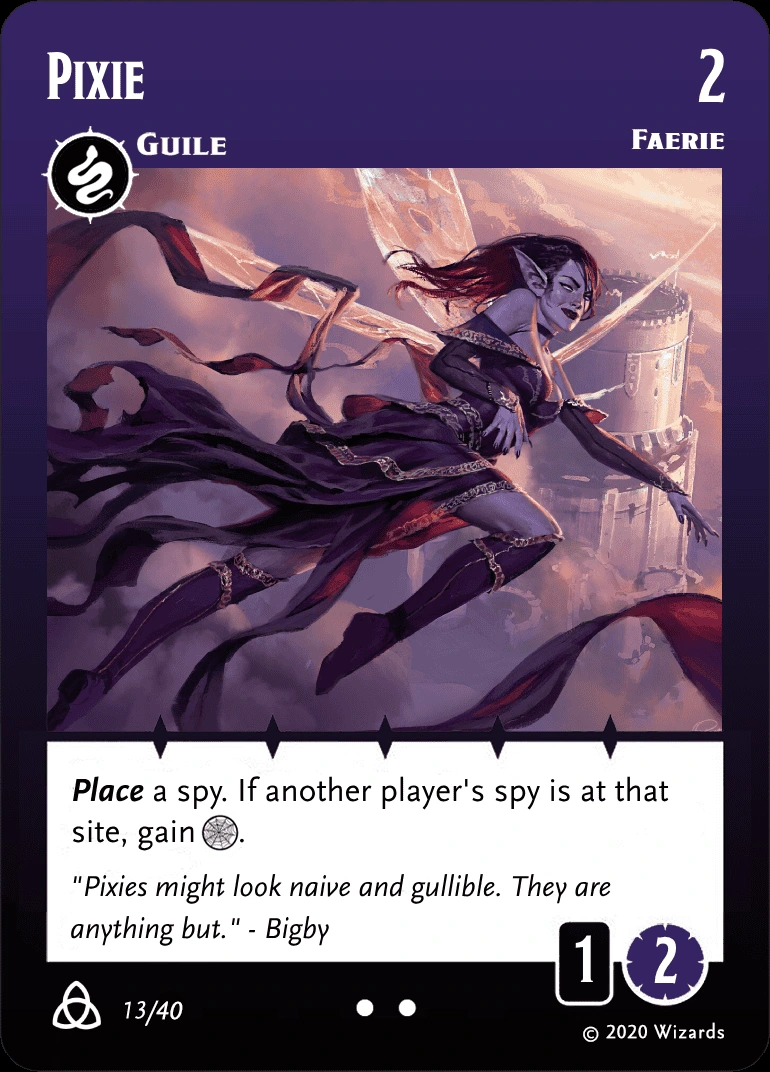 Pixie
2
Guile
Faerie
Place a spy. If another player's spy is at that
site, gain .
"Pixies might look naive and gullible. They are
anything but." - Bigby
1
2
13/40
© 2020 Wizards